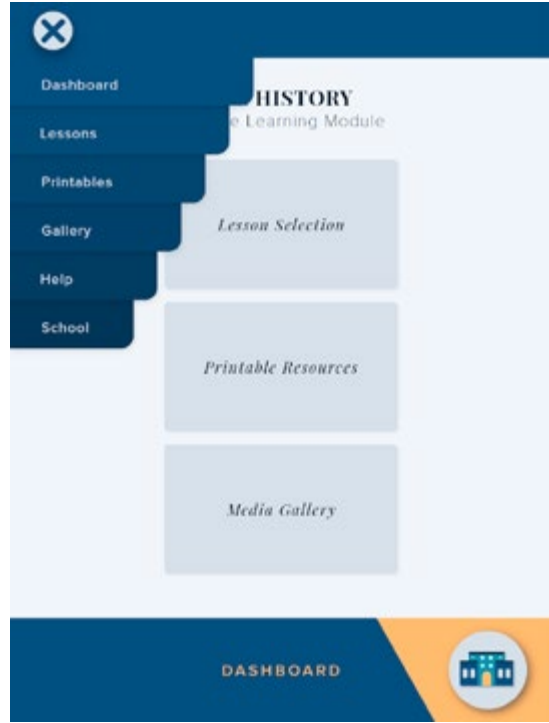 Dashboard
Lessons
Printables
Gallery
Help
School
HISTORY
e Learning Module
Lesson Selection
Printable Resources
Media Gallery
DASHBOARD